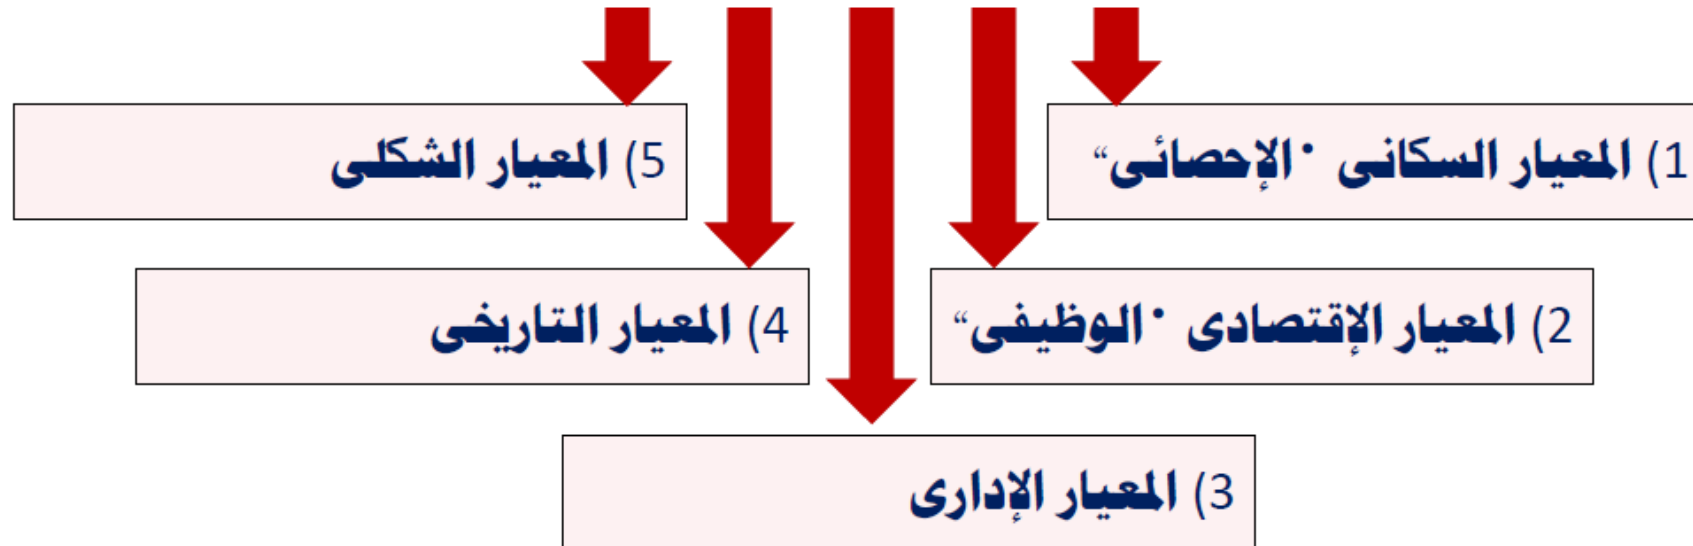 1) المعيار السكانى "الإحصائى"
2) المعيار الإقتصادى "الوظيفى"
3) المعيار الإدارى
4) المعيار التاريخى
5) المعيار الشكلى